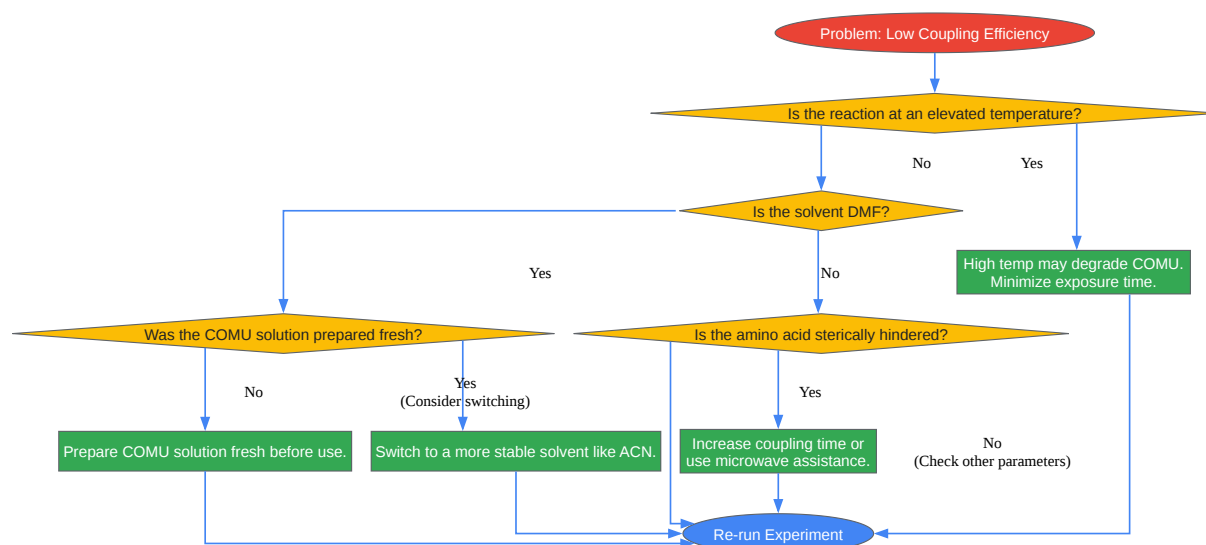 Problem: Low Coupling Efficiency
Is the reaction at an elevated temperature?
No
Yes
Is the solvent DMF?
Yes
No
High temp may degrade COMU.
Minimize exposure time.
Was the COMU solution prepared fresh?
Is the amino acid sterically hindered?
No
Yes
(Consider switching)
Yes
Prepare COMU solution fresh before use.
Switch to a more stable solvent like ACN.
Increase coupling time or
use microwave assistance.
No
(Check other parameters)
Re-run Experiment